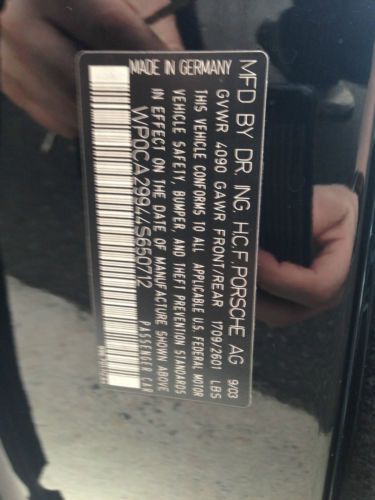 MFD BY DR. ING. H.C.F. PORSCHE AG 9/03
GVWR 4090 GAWR FRONT/REAR 1709/2601 LBS
THIS VEHICLE CONFORMS TO ALL APPLICABLE U.S. FEDERAL MOTOR
VEHICLE SAFETY, BUMPER, AND THEFT PREVENTION STANDARDS
IN EFFECT ON THE DATE OF MANUFACTURE SHOWN ABOVE
WP0CA29944S650712 PASSENGER CAR
MADE IN GERMANY